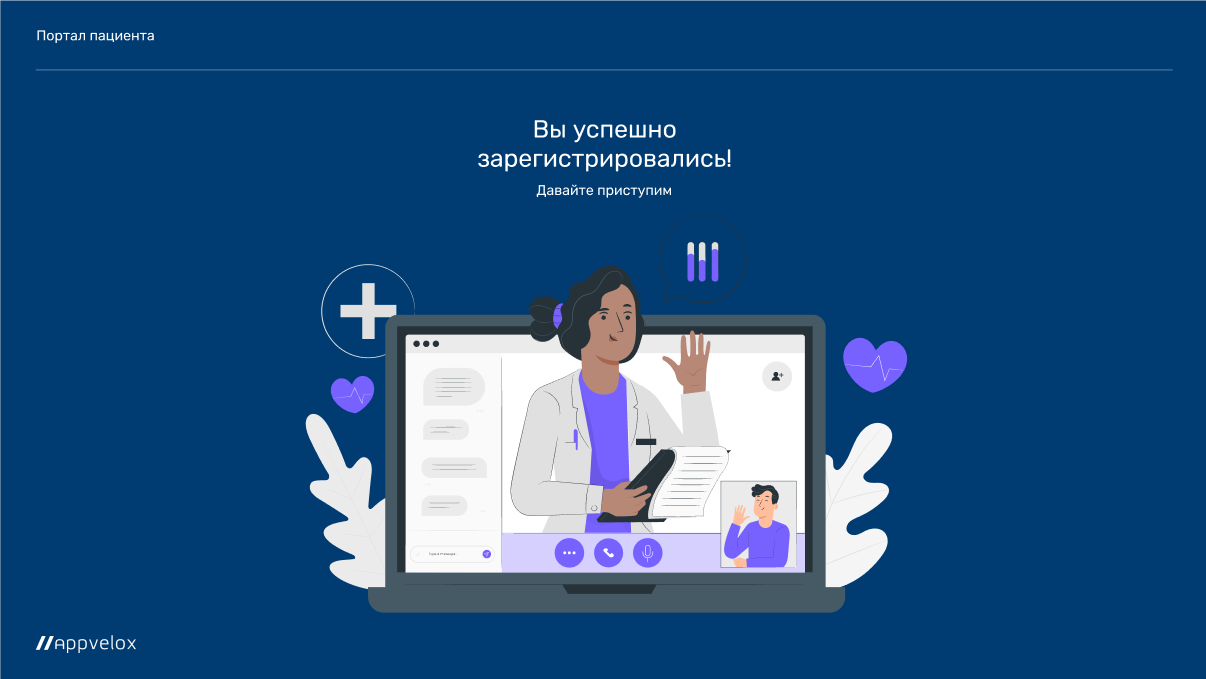 Портал пациента
Вы успешно
зарегистрировались!
Давайте приступим
appvelox